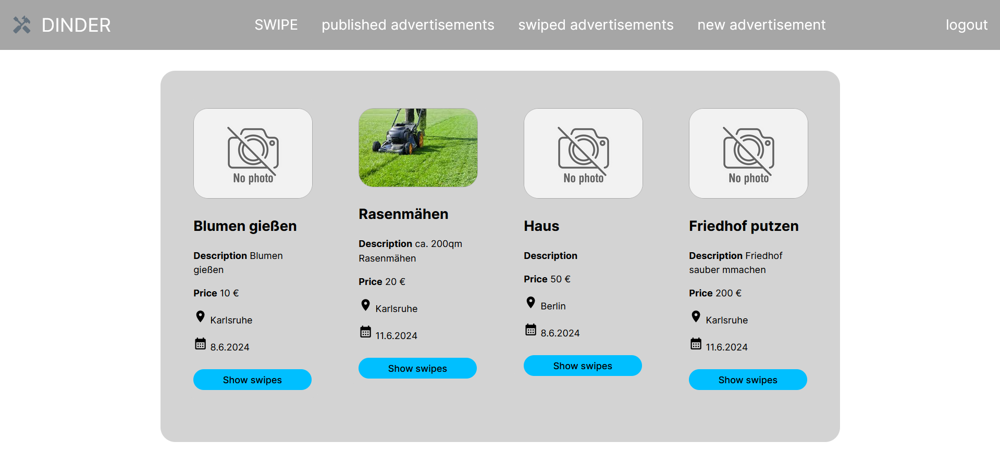 DINDER
SWIPE
published advertisements
swiped advertisements
new advertisement
logout
No photo
Blumen gießen
Description Blumen
gießen
Price 10 €
Karlsruhe
8.6.2024
Show swipes
Rasenmähen
Description ca. 200qm
Rasenmähen
Price 20 €
Karlsruhe
11.6.2024
Show swipes
No photo
Haus
Description
Price 50 €
Berlin
8.6.2024
Show swipes
No photo
Friedhof putzen
Description Friedhof
sauber mmachen
Price 200 €
Karlsruhe
11.6.2024
Show swipes